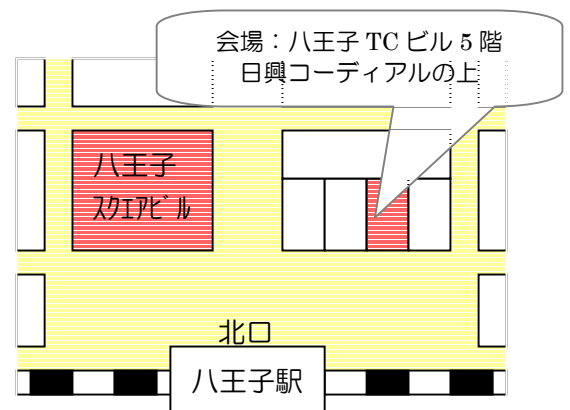 会場：八王子 TC ビル 5 階
日興コーディアルの上
八王子
ｽｸｴｱﾋﾞﾙ
北口
八王子駅